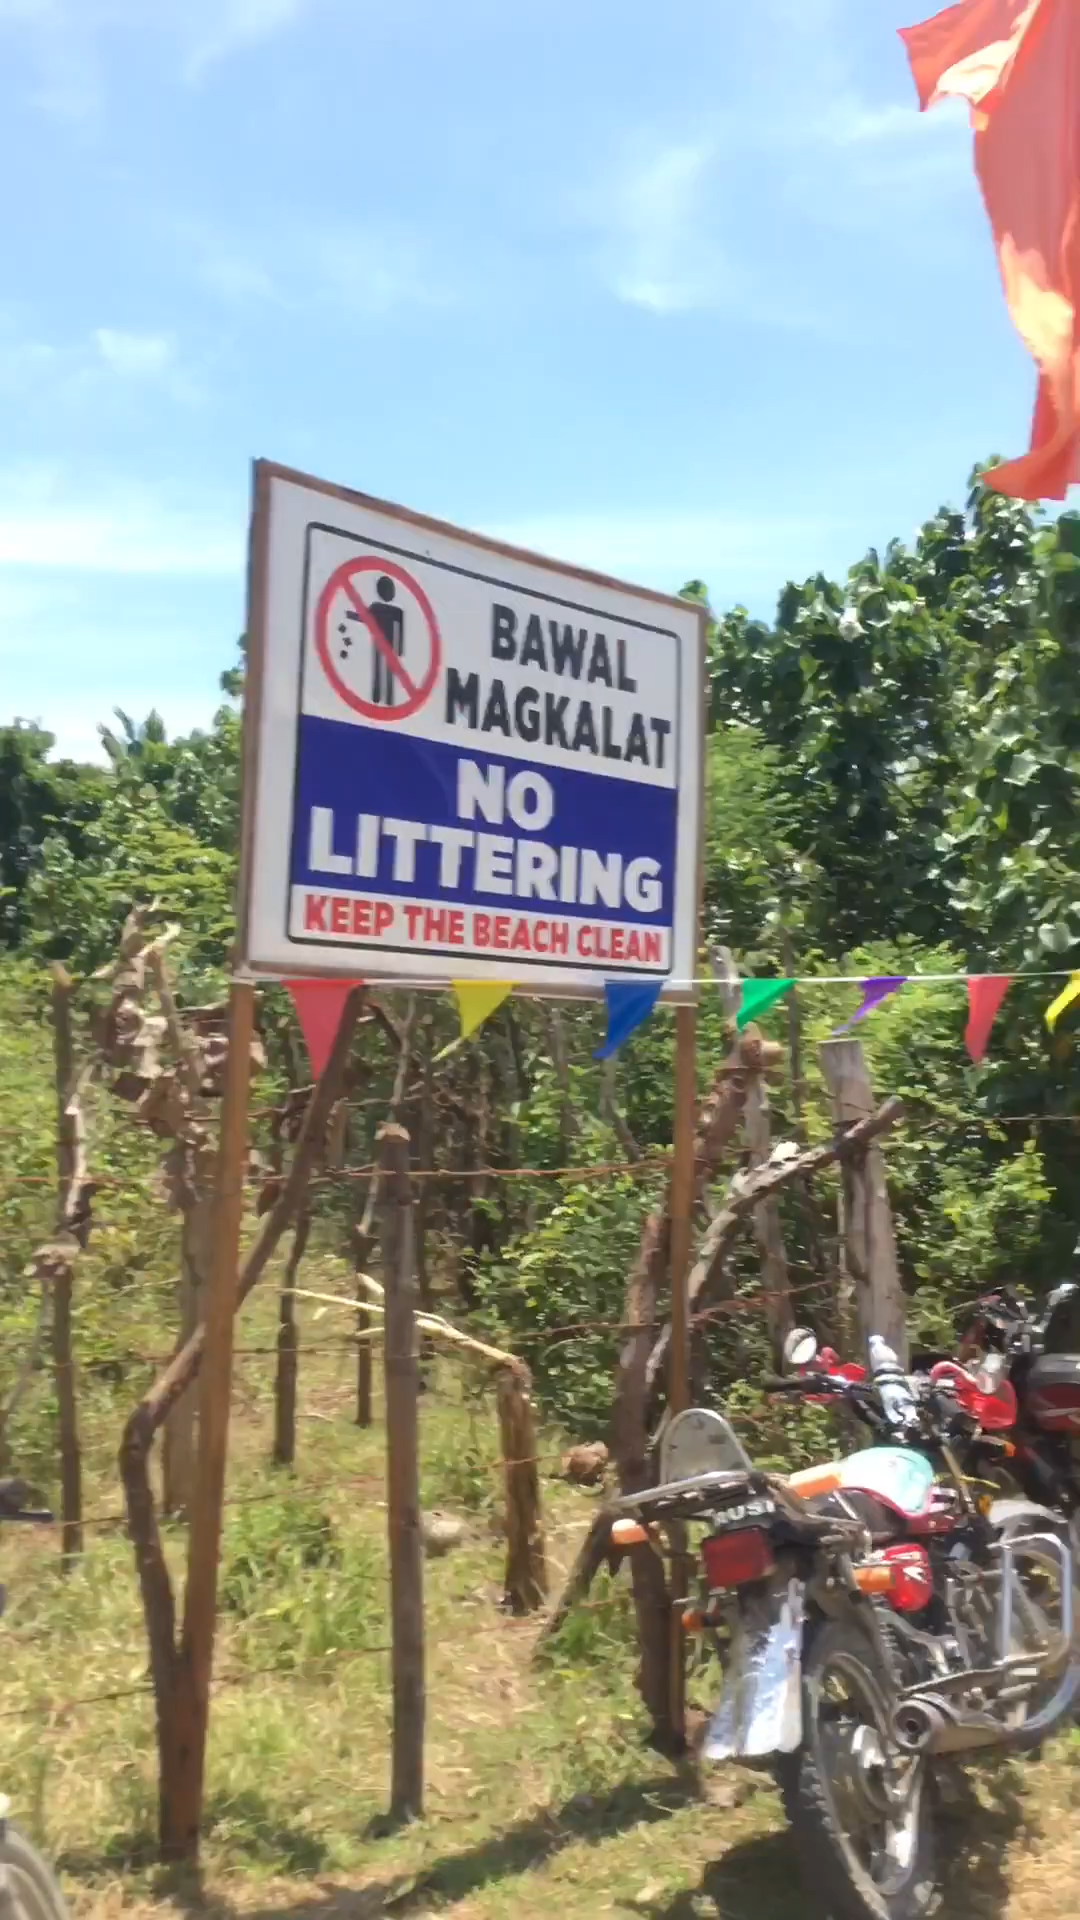 BAWAL
MAGKALAT
NO
LITTERING
KEEP THE BEACH CLEAN